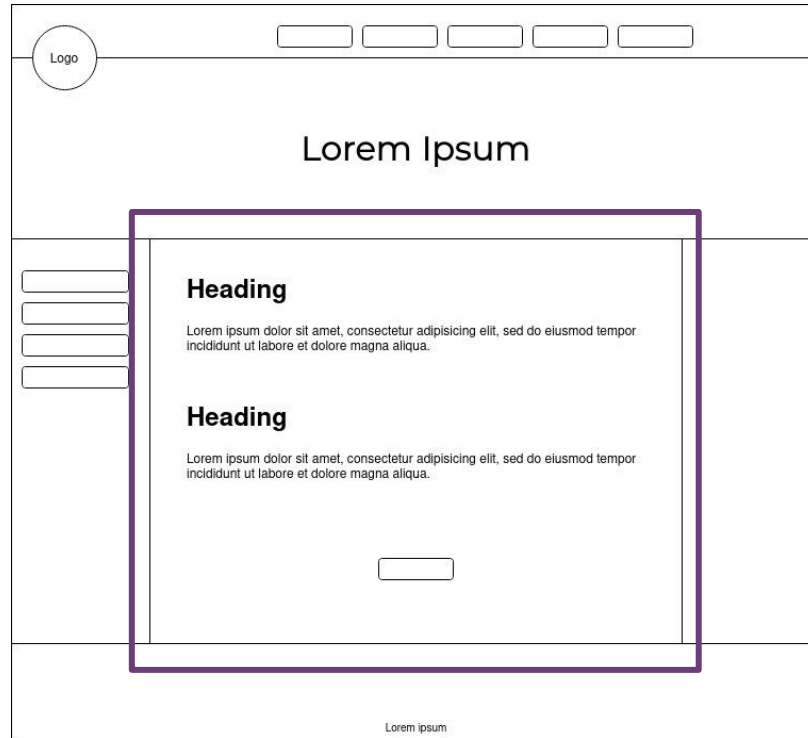 Logo
Lorem Ipsum
Heading
Lorem ipsum dolor sit amet, consectetur adipisicing elit, sed do eiusmod tempor
incididunt ut labore et dolore magna aliqua.
Heading
Lorem ipsum dolor sit amet, consectetur adipisicing elit, sed do eiusmod tempor
incididunt ut labore et dolore magna aliqua.
Lorem ipsum